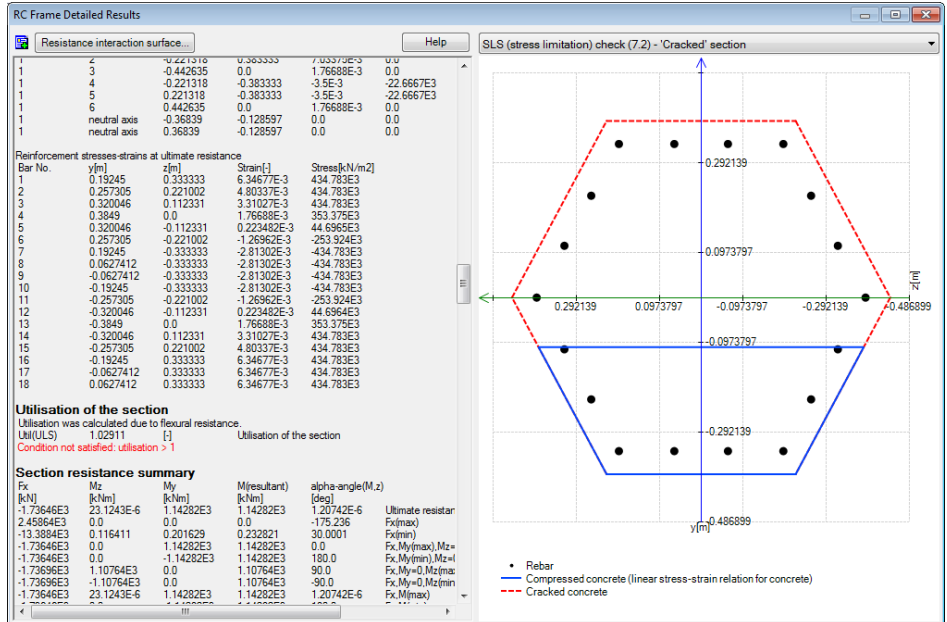 RC Frame Detailed Results
Resistance interaction surface...
Help
SLS (stress limitation) check (7.2) - 'Cracked' section
1 2 -0.221318 0.383333 7.03375E-3 0.0
1 3 -0.442635 0.0 1.76688E-3 0.0
1 4 -0.221318 -0.383333 -3.5E-3 -22.6667E3
1 5 0.221318 -0.383333 -3.5E-3 -22.6667E3
1 6 0.442635 0.0 1.76688E-3 0.0
1 neutral axis -0.36839 -0.128597 0.0 0.0
1 neutral axis 0.36839 -0.128597 0.0 0.0
Reinforcement stresses-strains at ultimate resistance
Bar No. y[m] z[m] Strain[-] Stress[kN/m2]
1 0.19245 0.333333 6.34677E-3 434.783E3
2 0.257305 0.221002 4.80337E-3 434.783E3
3 0.320046 0.112331 3.31027E-3 434.783E3
4 0.3849 0.0 1.76688E-3 353.375E3
5 0.320046 -0.112331 0.223482E-3 44.6965E3
6 0.257305 -0.221002 -1.26962E-3 -253.924E3
7 0.19245 -0.333333 -2.81302E-3 -434.783E3
8 0.0627412 -0.333333 -2.81302E-3 -434.783E3
9 -0.0627412 -0.333333 -2.81302E-3 -434.783E3
10 -0.19245 -0.333333 -2.81302E-3 -434.783E3
11 -0.257305 -0.221002 -1.26962E-3 -253.924E3
12 -0.320046 -0.112331 0.223482E-3 44.6964E3
13 -0.3849 0.0 1.76688E-3 353.375E3
14 -0.320046 0.112331 3.31027E-3 434.783E3
15 -0.257305 0.221002 4.80337E-3 434.783E3
16 -0.19245 0.333333 6.34677E-3 434.783E3
17 -0.0627412 0.333333 6.34677E-3 434.783E3
18 0.0627412 0.333333 6.34677E-3 434.783E3
Utilisation of the section
Utilisation was calculated due to flexural resistance.
Util(ULS) 1.02911 [-] Utilisation of the section
Condition not satisfied: utilisation > 1
Section resistance summary
Fx Mz My M(resultant) alpha-angle(M,z)
[kN] [kNm] [kNm] [kNm] [deg]
-1.73646E3 23.1243E-6 1.14282E3 1.14282E3 1.20742E-6 Ultimate resistar
2.45864E3 0.0 0.0 0.0 -175.236 Fx(max)
-13.3884E3 0.116411 0.201629 0.232821 30.0001 Fx(min)
-1.73646E3 0.0 1.14282E3 1.14282E3 0.0 Fx,My(max),Mz=
-1.73646E3 0.0 -1.14282E3 1.14282E3 180.0 Fx,My(min),Mz=(
-1.73696E3 1.10764E3 0.0 1.10764E3 90.0 Fx,My=0,Mz(ma:
-1.73696E3 -1.10764E3 0.0 1.10764E3 -90.0 Fx,My=0,Mz(min
-1.73646E3 23.1243E-6 1.14282E3 1.14282E3 1.20742E-6 Fx,M(max)
0.292139
0.0973797
z[m]
0.292139 0.0973797 -0.0973797 -0.292139 -0.486899
-0.0973797
-0.292139
y[m] -0.486899
Rebar
Compressed concrete (linear stress-strain relation for concrete)
Cracked concrete